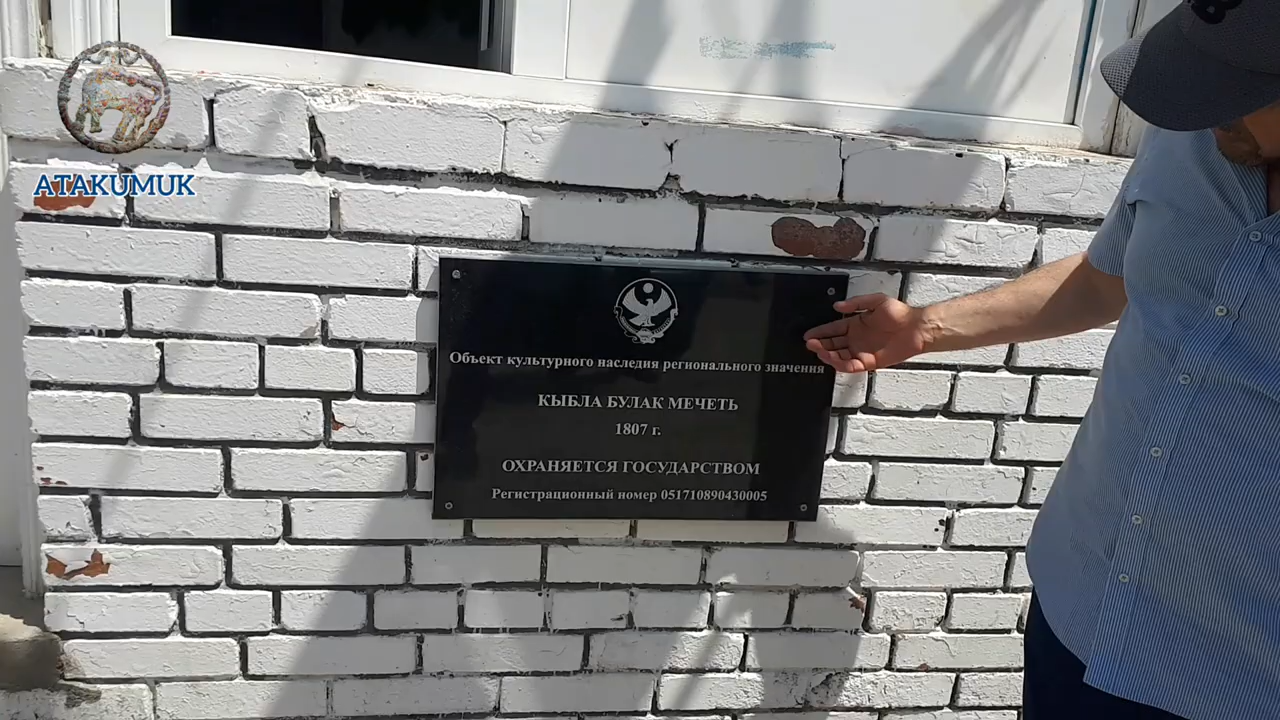 ATAKUMUK
Объект культурного наследия регионального значения
КЫБЛА БУЛАК МЕЧЕТЬ
1807 г.
ОХРАНЯЕТСЯ ГОСУДАРСТВОМ
Регистрационный номер 051710890430005